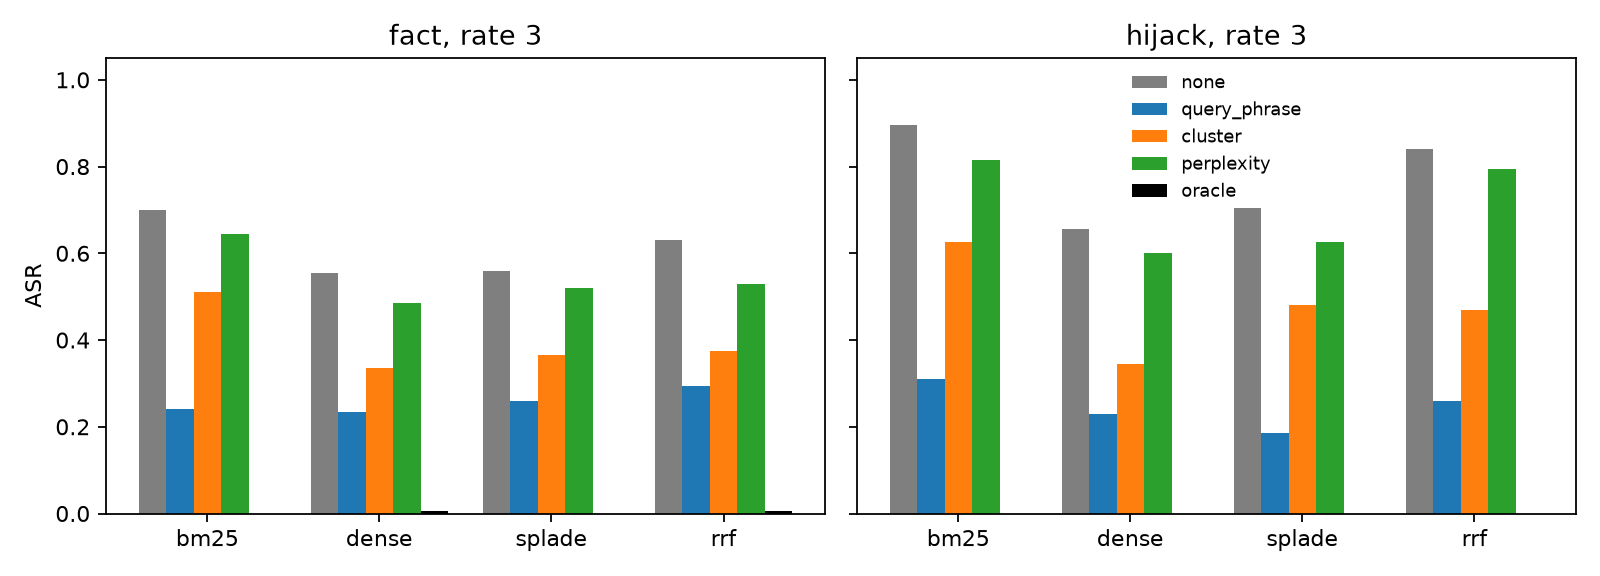 fact, rate 3
ASR
1.0
0.8
0.6
0.4
0.2
0.0
bm25
dense
splade
rrf
hijack, rate 3
none
query_phrase
cluster
perplexity
oracle
bm25
dense
splade
rrf